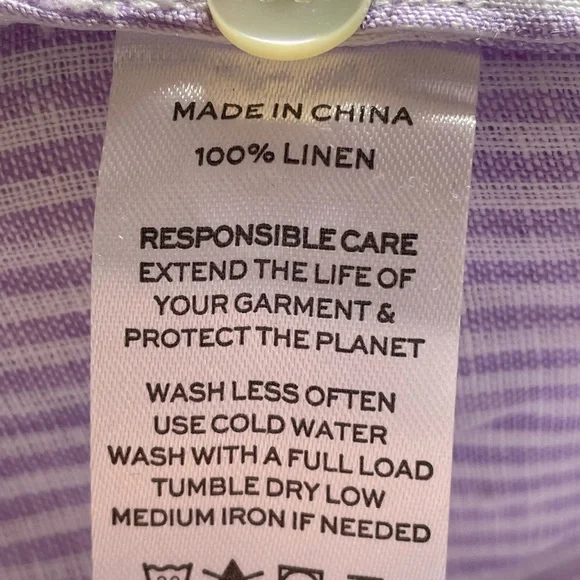 MADE IN CHINA
100% LINEN
RESPONSIBLE CARE
EXTEND THE LIFE OF
YOUR GARMENT &
PROTECT THE PLANET
WASH LESS OFTEN
USE COLD WATER
WASH WITH A FULL LOAD
TUMBLE DRY LOW
MEDIUM IRON IF NEEDED